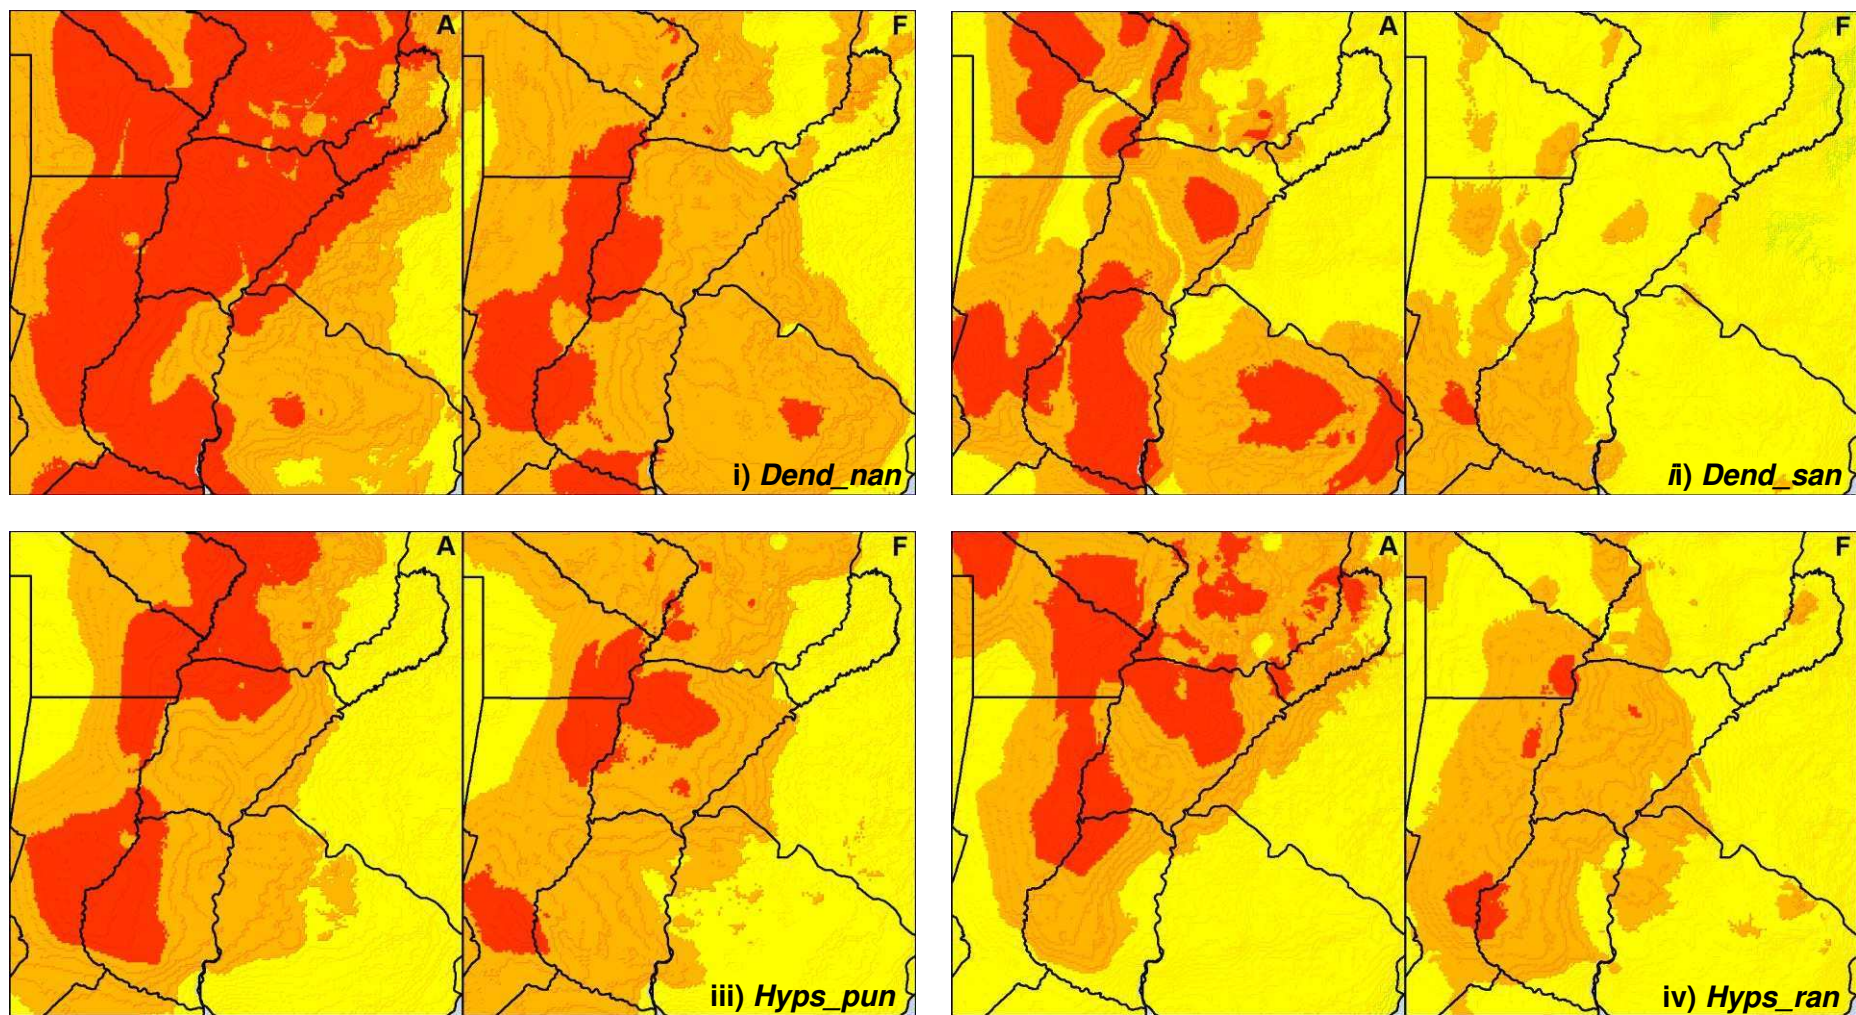 A F
i) Dend_nan
A F
ii) Dend_san
A F
iii) Hyps_pun
A F
iv) Hyps_ran